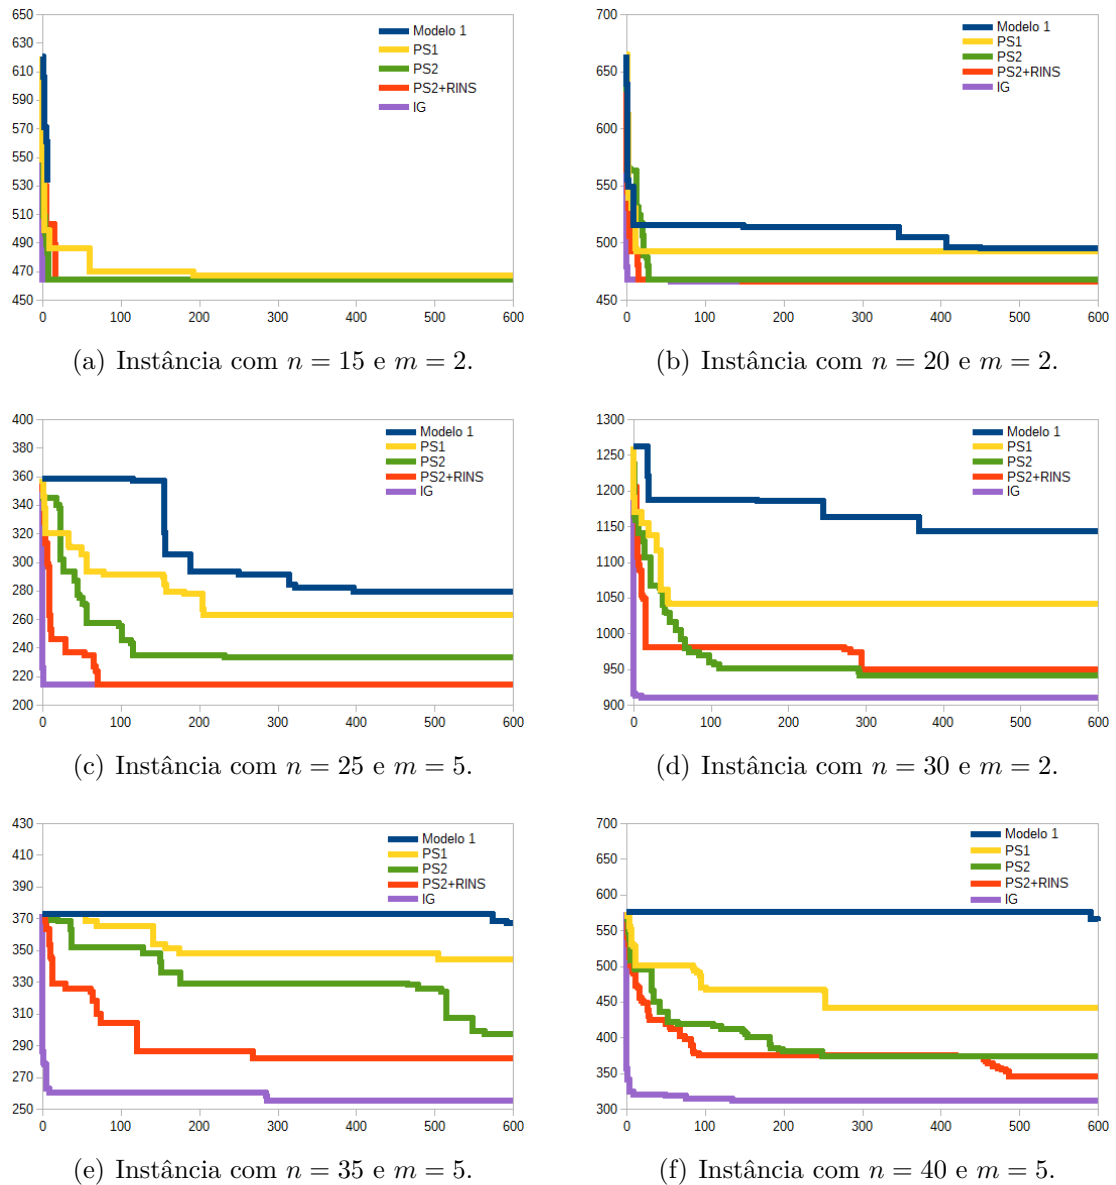 650
630
610
590
570
550
530
510
490
470
450
0 100 200 300 400 500 600
Modelo 1
PS1
PS2
PS2+RINS
IG
(a) Instância com n = 15 e m = 2.
700
650
600
550
500
450
0 100 200 300 400 500 600
Modelo 1
PS1
PS2
PS2+RINS
IG
(b) Instância com n = 20 e m = 2.
400
380
360
340
320
300
280
260
240
220
200
0 100 200 300 400 500 600
Modelo 1
PS1
PS2
PS2+RINS
IG
(c) Instância com n = 25 e m = 5.
1300
1250
1200
1150
1100
1050
1000
950
900
0 100 200 300 400 500 600
Modelo 1
PS1
PS2
PS2+RINS
IG
(d) Instância com n = 30 e m = 2.
430
410
390
370
350
330
310
290
270
250
0 100 200 300 400 500 600
Modelo 1
PS1
PS2
PS2+RINS
IG
(e) Instância com n = 35 e m = 5.
700
650
600
550
500
450
400
350
300
0 100 200 300 400 500 600
Modelo 1
PS1
PS2
PS2+RINS
IG
(f) Instância com n = 40 e m = 5.